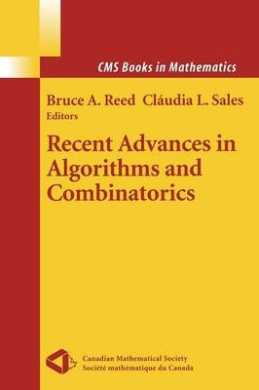 CMS Books in Mathematics
Bruce A. Reed Cláudia L. Sales
Editors
Recent Advances in
Algorithms and
Combinatorics
Canadian Mathematical Society
Société mathématique du Canada